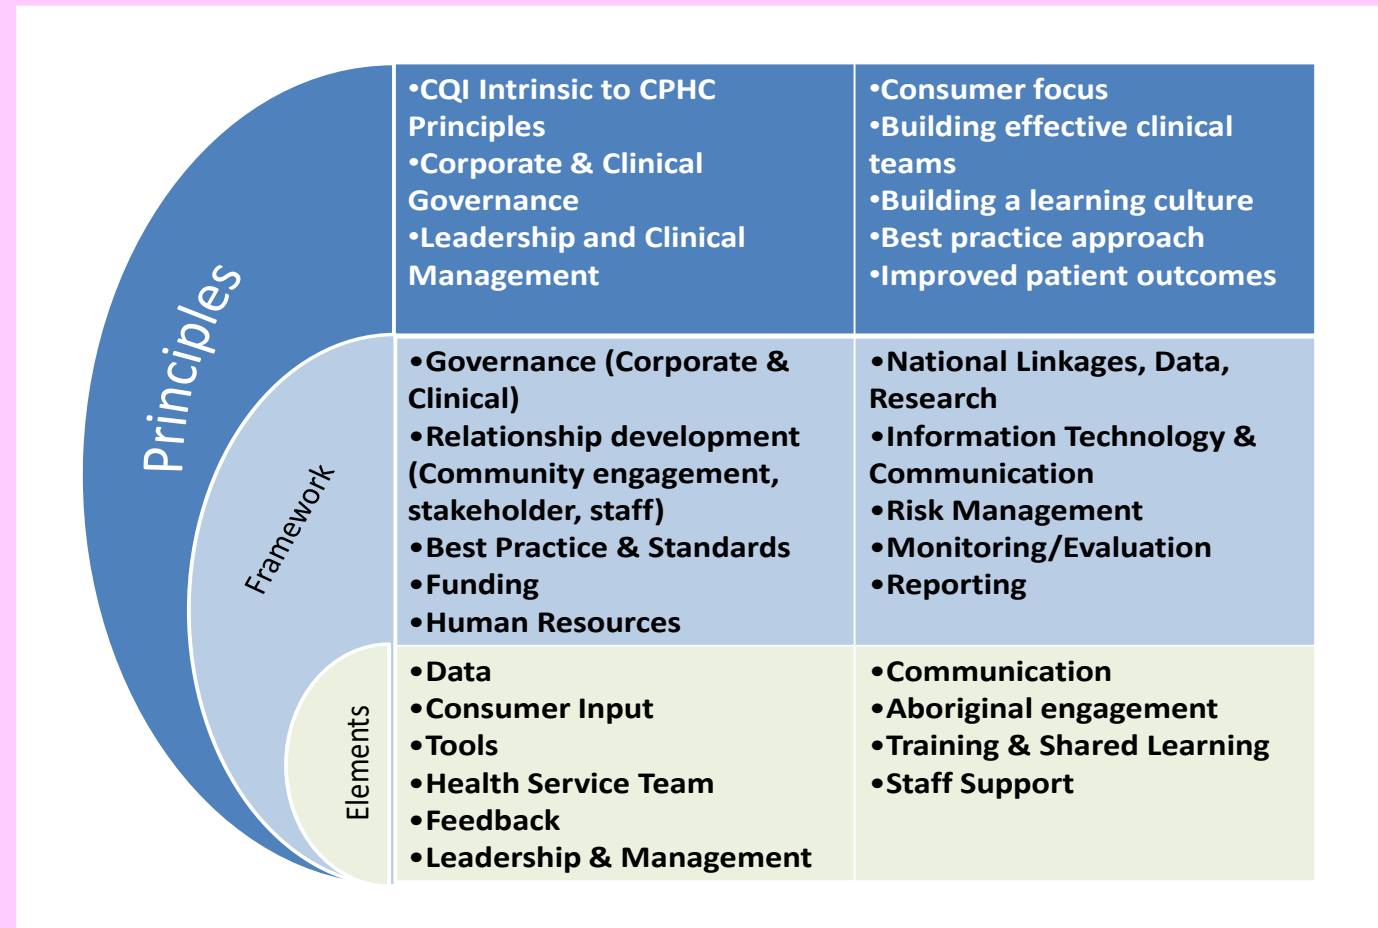 Principles
•CQI Intrinsic to CPHC
Principles
•Corporate & Clinical
Governance
•Leadership and Clinical
Management
•Consumer focus
•Building effective clinical
teams
•Building a learning culture
•Best practice approach
•Improved patient outcomes
Framework
•Governance (Corporate &
Clinical)
•Relationship development
(Community engagement,
stakeholder, staff)
•Best Practice & Standards
•Funding
•Human Resources
•National Linkages, Data,
Research
•Information Technology &
Communication
•Risk Management
•Monitoring/Evaluation
•Reporting
Elements
•Data
•Consumer Input
•Tools
•Health Service Team
•Feedback
•Leadership & Management
•Communication
•Aboriginal engagement
•Training & Shared Learning
•Staff Support